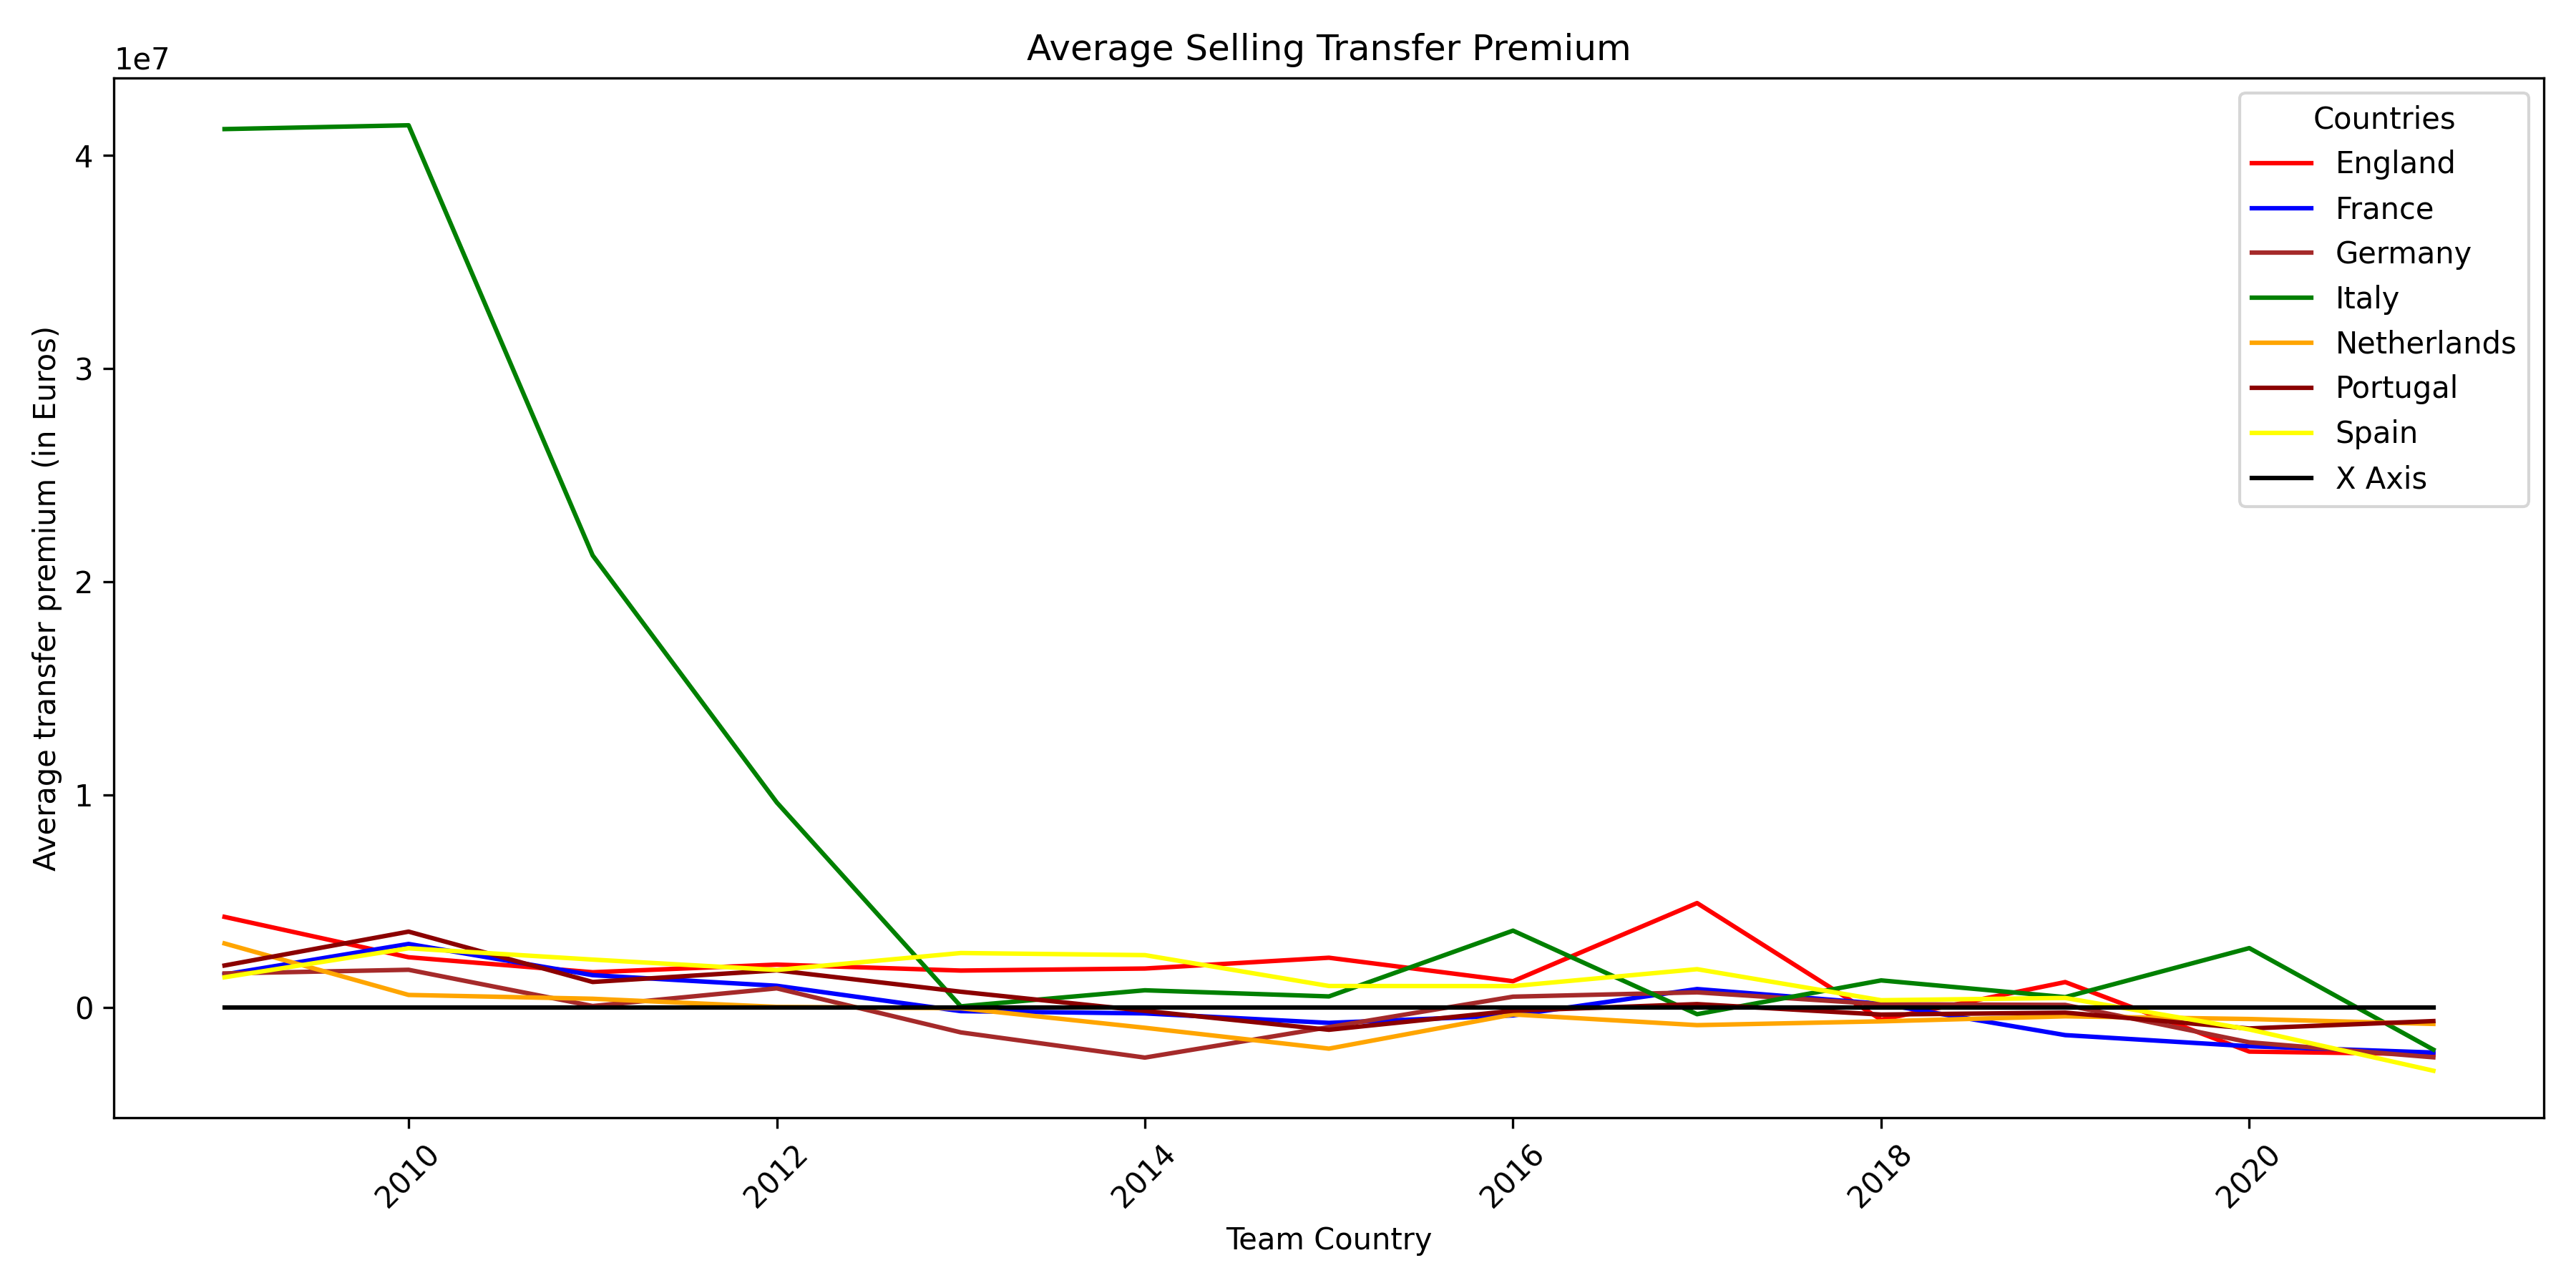 Average Selling Transfer Premium
1e7
4
3
2
1
0
Average transfer premium (in Euros)
Countries
England
France
Germany
Italy
Netherlands
Portugal
Spain
X Axis
2010
2012
2014
2016
2018
2020
Team Country